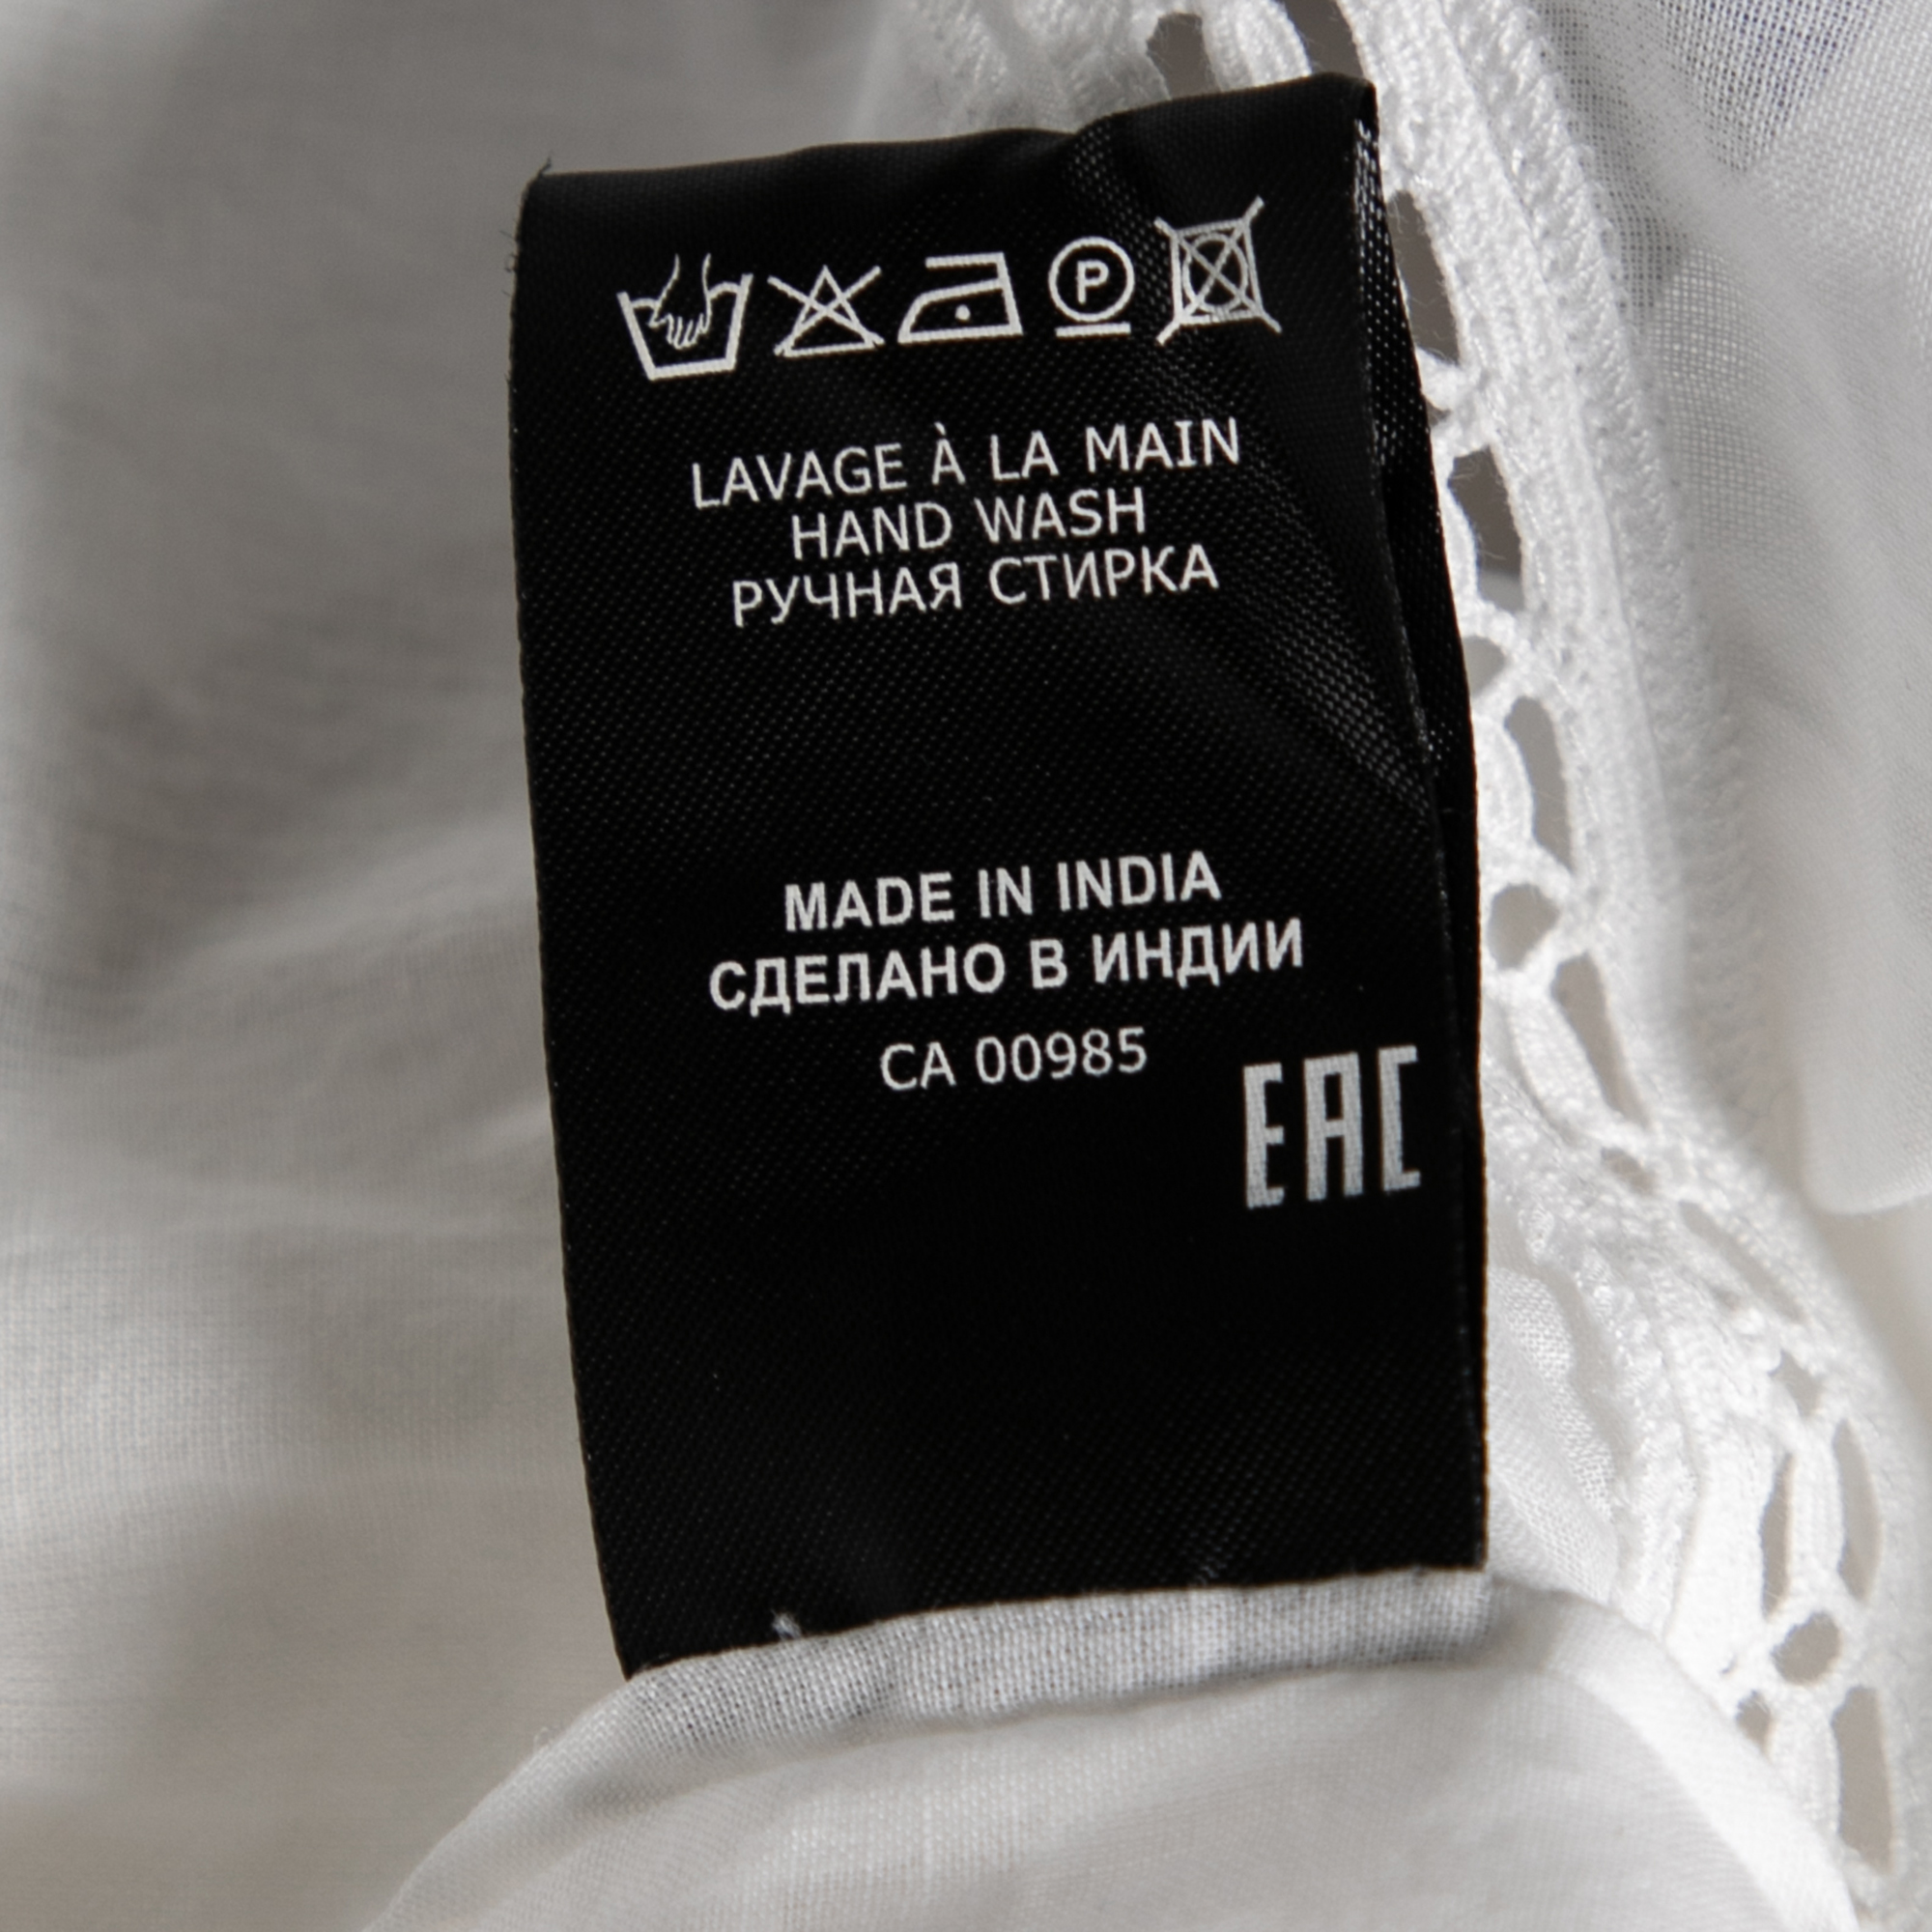 P
LAVAGE À LA MAIN
HAND WASH
РУЧНАЯ СТИРКА
MADE IN INDIA
СДЕЛАНО В ИНДИИ
CA 00985
EAC